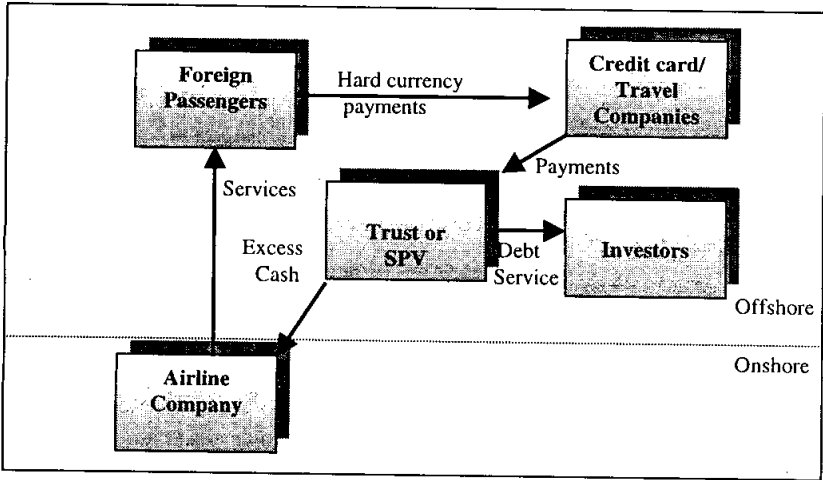 Foreign
Passengers
Hard currency
payments
Credit card/
Travel
Companies
Payments
Services
Trust or
SPV
Excess
Cash
Debt
Service
Investors
Offshore
Onshore
Airline
Company